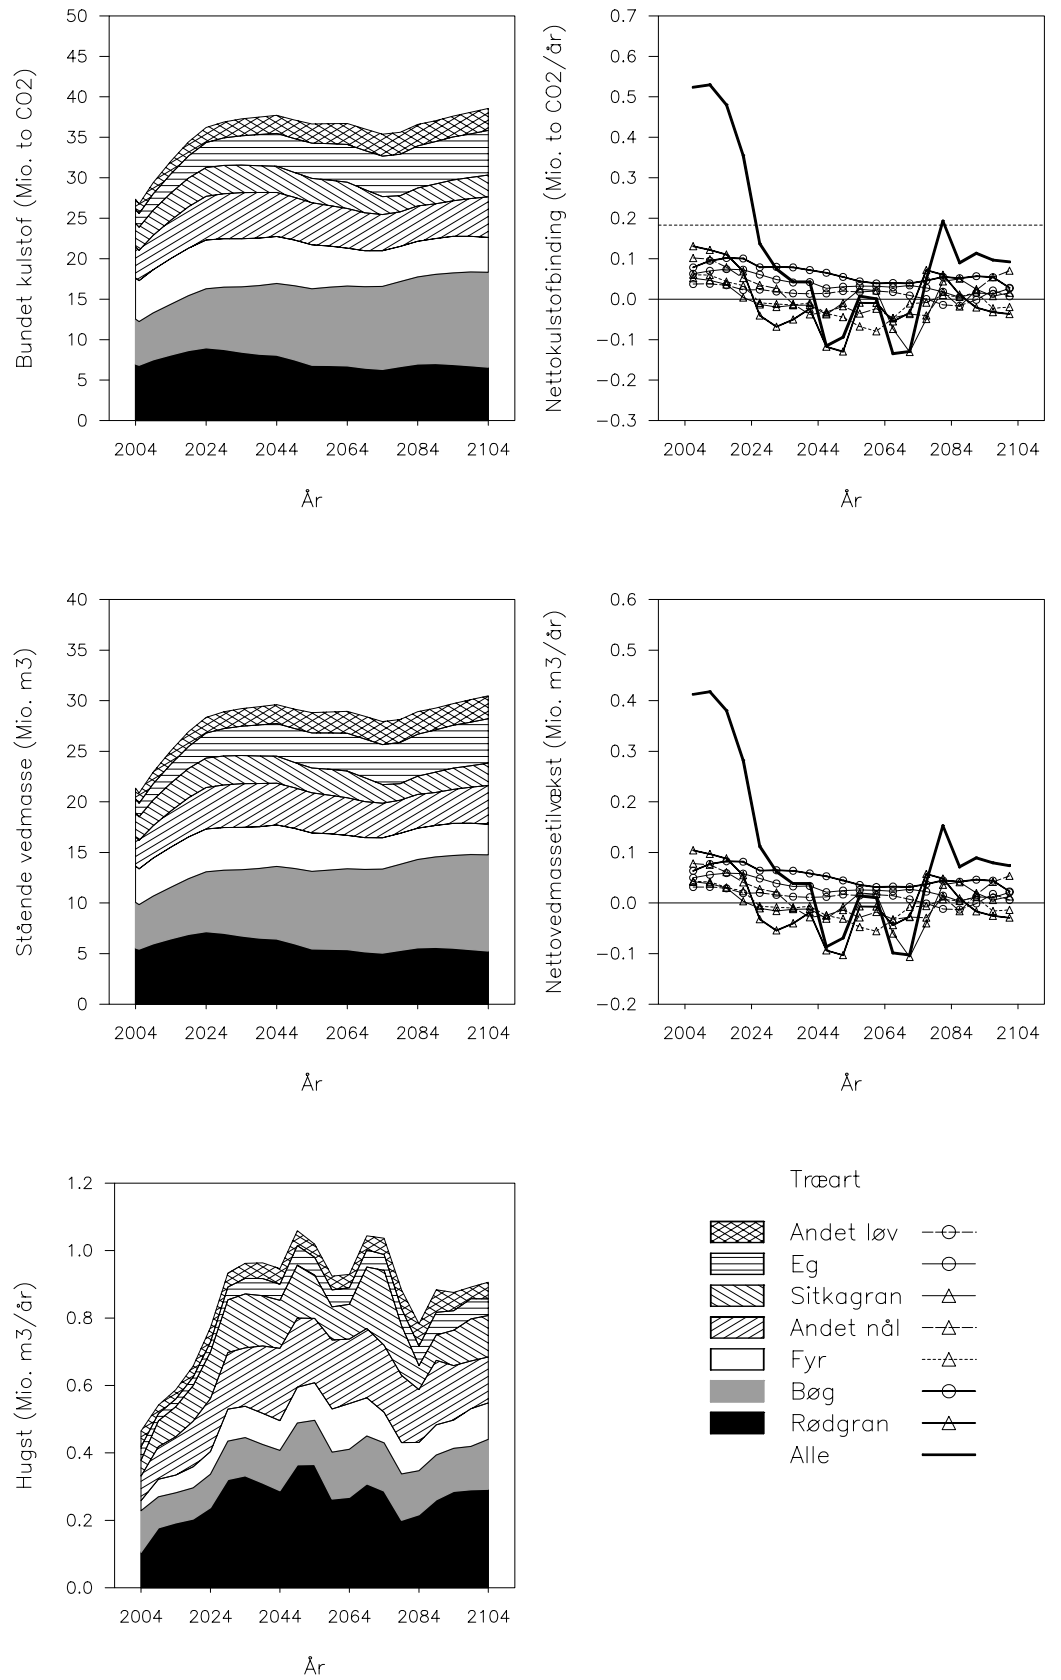 Bundet kulstof (Mio. to CO2)
50
45
40
35
30
25
20
15
10
5
0
2004 2024 2044 2064 2084 2104
År
Nettokulstofbinding (Mio. to CO2/år)
0.7
0.6
0.5
0.4
0.3
0.2
0.1
0.0
−0.1
−0.2
−0.3
2004 2024 2044 2064 2084 2104
År
Stående vedmasse (Mio. m3)
40
35
30
25
20
15
10
5
0
2004 2024 2044 2064 2084 2104
År
Nettovedmassetilvækst (Mio. m3/år)
0.6
0.5
0.4
0.3
0.2
0.1
0.0
−0.1
−0.2
2004 2024 2044 2064 2084 2104
År
Hugst (Mio. m3/år)
1.2
1.0
0.8
0.6
0.4
0.2
0.0
2004 2024 2044 2064 2084 2104
År
Træart
Andet løv
Eg
Sitkagran
Andet nål
Fyr
Bøg
Rødgran
Alle